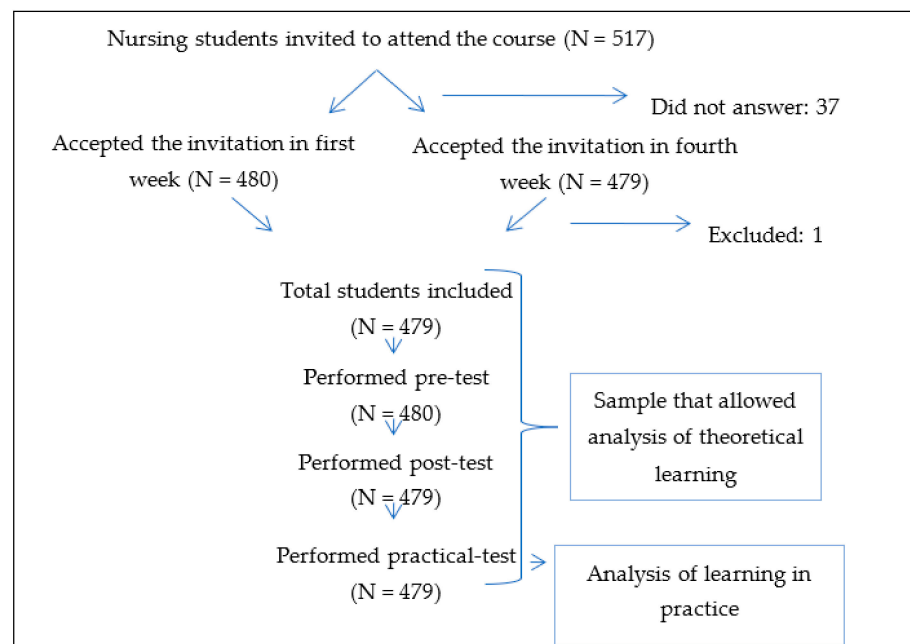 Nursing students invited to attend the course (N = 517)
Did not answer: 37
Accepted the invitation in first
week (N = 480)
Accepted the invitation in fourth
week (N = 479)
Excluded: 1
Total students included
(N = 479)
Performed pre-test
(N = 480)
Performed post-test
(N = 479)
Performed practical-test
(N = 479)
Sample that allowed
analysis of theoretical
learning
Analysis of learning in
practice